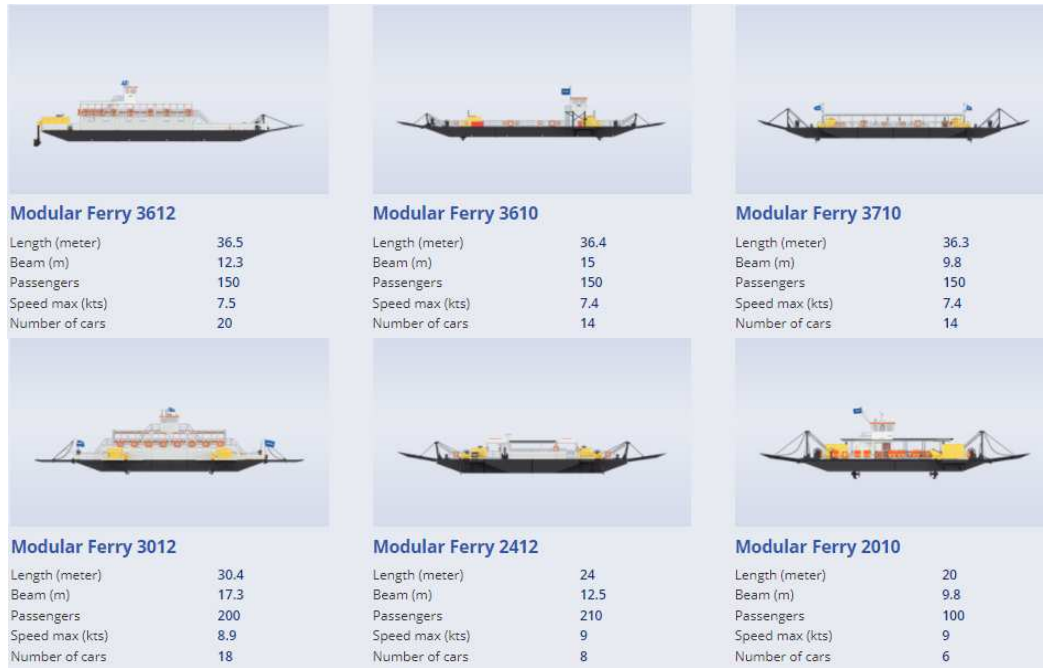 Modular Ferry 3612
Length (meter) 36.5
Beam (m) 12.3
Passengers 150
Speed max (kts) 7.5
Number of cars 20
Modular Ferry 3610
Length (meter) 36.4
Beam (m) 15
Passengers 150
Speed max (kts) 7.4
Number of cars 14
Modular Ferry 3710
Length (meter) 36.3
Beam (m) 9.8
Passengers 150
Speed max (kts) 7.4
Number of cars 14
Modular Ferry 3012
Length (meter) 30.4
Beam (m) 17.3
Passengers 200
Speed max (kts) 8.9
Number of cars 18
Modular Ferry 2412
Length (meter) 24
Beam (m) 12.5
Passengers 210
Speed max (kts) 9
Number of cars 8
Modular Ferry 2010
Length (meter) 20
Beam (m) 9.8
Passengers 100
Speed max (kts) 9
Number of cars 6